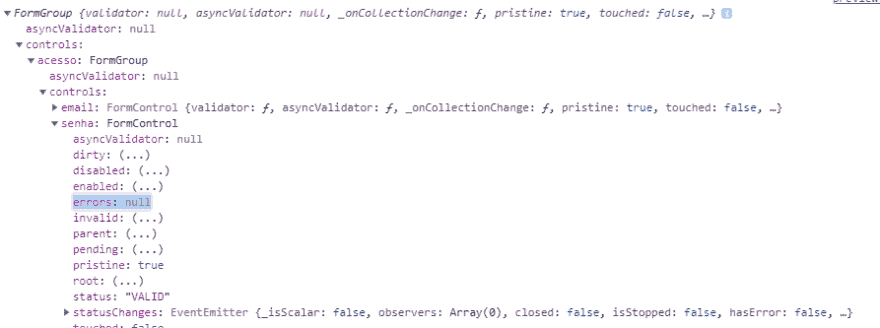 preview
▼FormGroup {validator: null, asyncValidator: null, _onCollectionChange: ƒ, pristine: true, touched: false, …} i
asyncValidator: null
▼controls:
▼acesso: FormGroup
asyncValidator: null
▼controls:
▶email: FormControl {validator: ƒ, asyncValidator: ƒ, _onCollectionChange: ƒ, pristine: true, touched: false, …}
▼senha: FormControl
asyncValidator: null
dirty: (...)
disabled: (...)
enabled: (...)
errors: null
invalid: (...)
parent: (...)
pending: (...)
pristine: true
root: (...)
status: "VALID"
▶statusChanges: EventEmitter {_isScalar: false, observers: Array(0), closed: false, isStopped: false, hasError: false, …}
touched: false